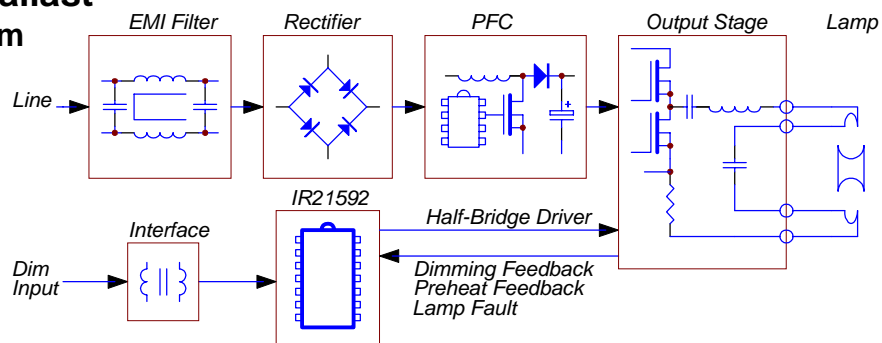 allast
m
EMI Filter
Rectifier
PFC
Output Stage
Lamp
Line
+
IR21592
Interface
Half-Bridge Driver
Dim
Input
Dimming Feedback
Preheat Feedback
Lamp Fault